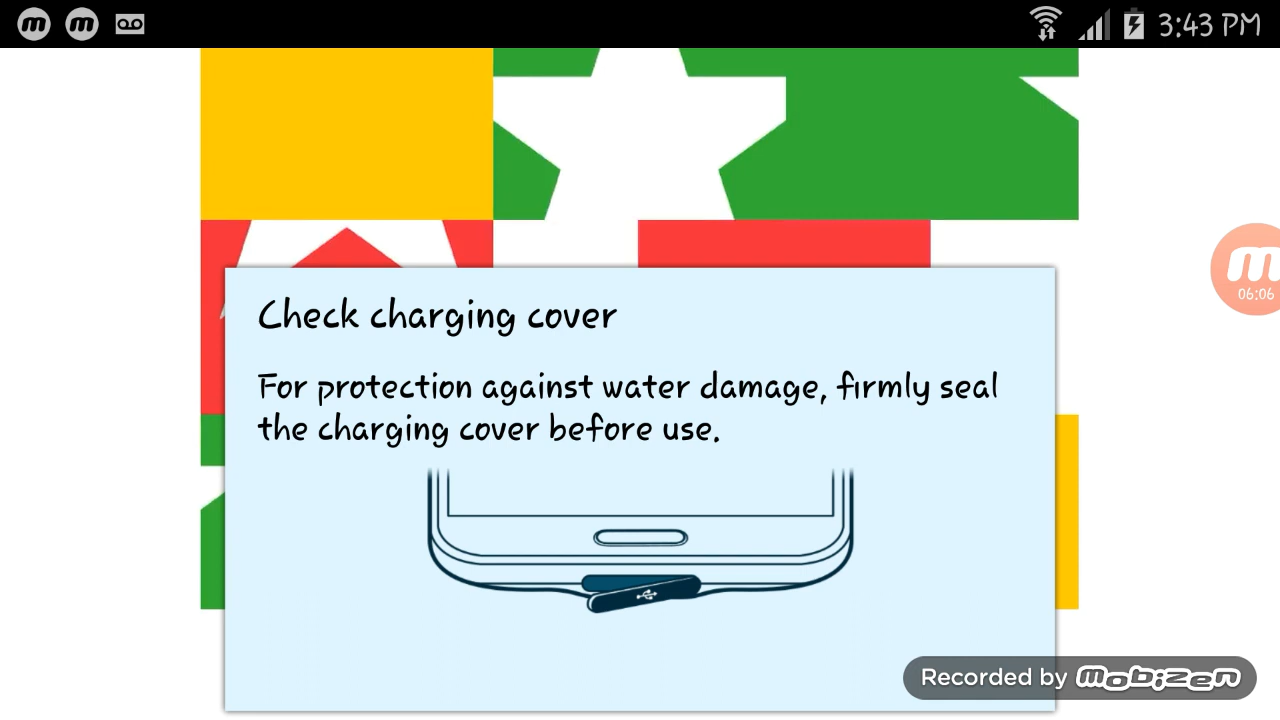 3:43 PM
06:06
Check charging cover
For protection against water damage, firmly seal
the charging cover before use.
Recorded by mobizen